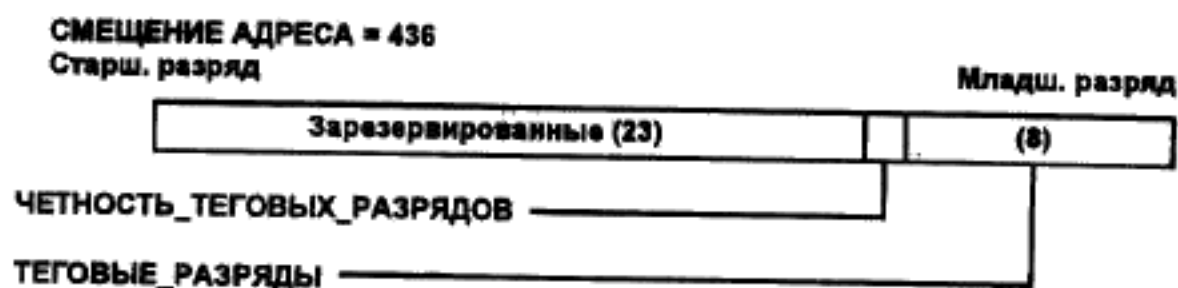 СМЕЩЕНИЕ АДРЕСА = 436
Старш. разряд
Младш. разряд
Зарезервированные (23)
(8)
ЧЕТНОСТЬ_ТЕГОВЫХ_РАЗРЯДОВ
ТЕГОВЫЕ_РАЗРЯДЫ